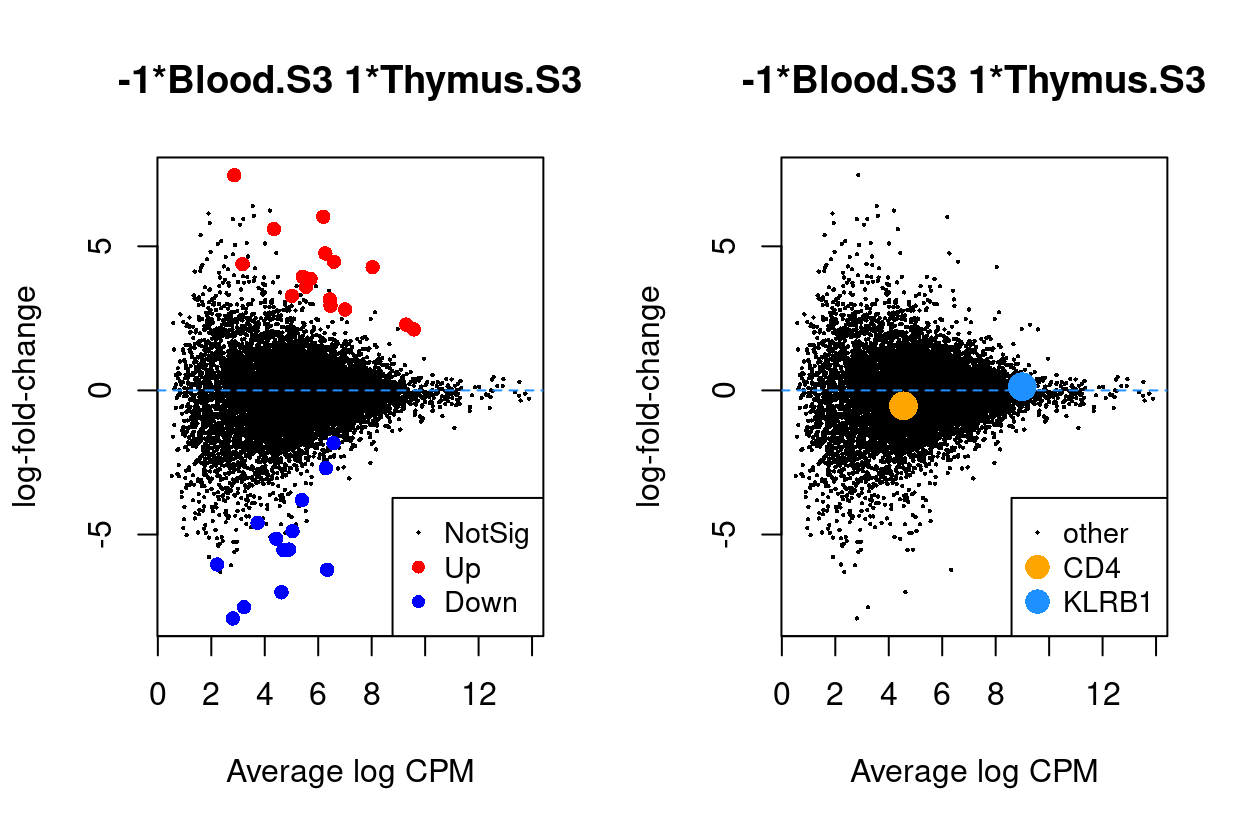 -1*Blood.S3 1*Thymus.S3
log-fold-change
5
0
-5
NotSig
Up
Down
0 2 4 6 8 12
Average log CPM
-1*Blood.S3 1*Thymus.S3
log-fold-change
5
0
-5
other
CD4
KLRB1
0 2 4 6 8 12
Average log CPM